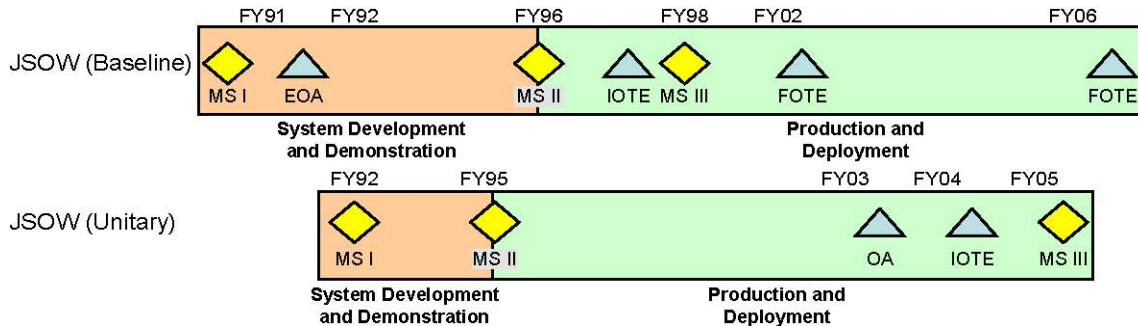 FY91 FY92 FY96 FY98 FY02 FY06
JSOW (Baseline)
MS I EOA MS II IOTE MS III FOTE FOTE
System Development
and Demonstration
Production and
Deployment
FY92 FY95 FY03 FY04 FY05
JSOW (Unitary)
MS I MS II OA IOTE MS III
System Development
and Demonstration
Production and
Deployment